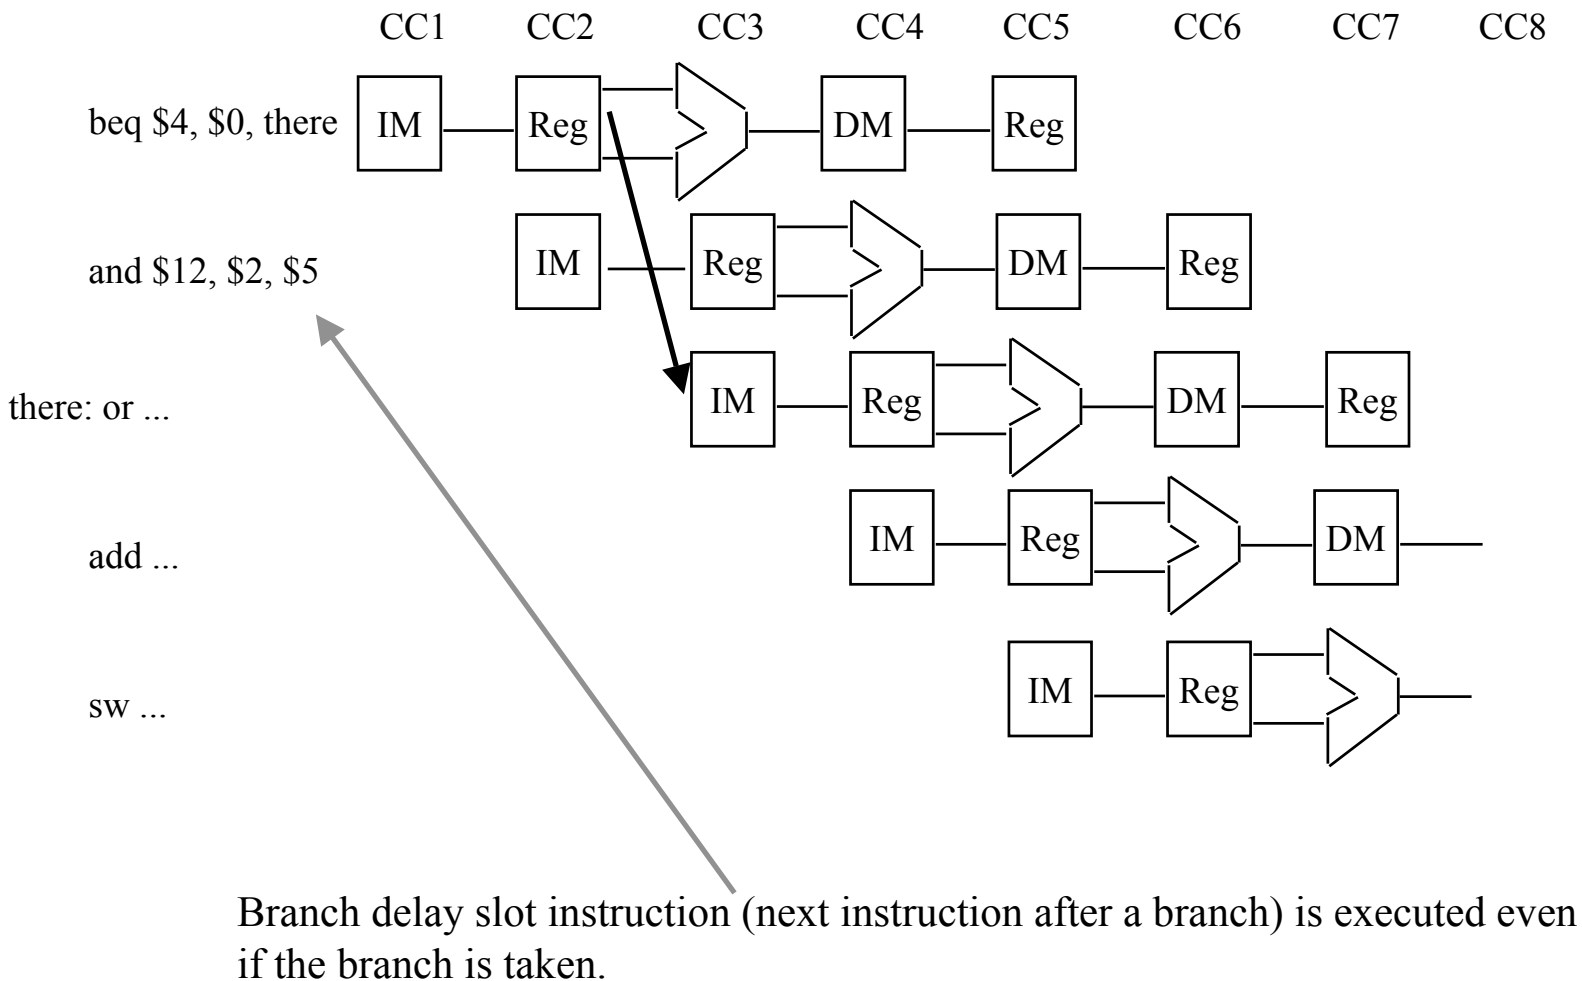 CC1 CC2 CC3 CC4 CC5 CC6 CC7 CC8
beq $4, $0, there IM Reg DM Reg
and $12, $2, $5 IM Reg DM Reg
there: or ... IM Reg DM Reg
add ... IM Reg DM
sw ... IM Reg
Branch delay slot instruction (next instruction after a branch) is executed even
if the branch is taken.